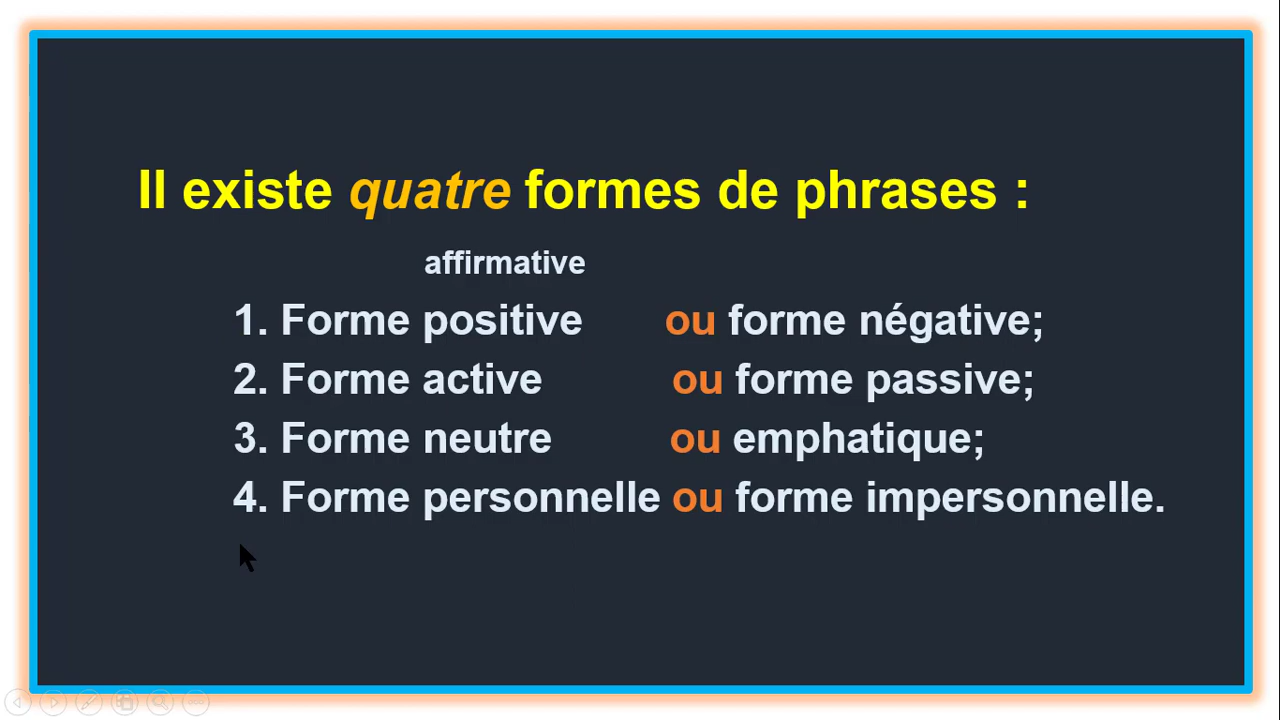 Il existe quatre formes de phrases :
affirmative
1. Forme positive ou forme négative;
2. Forme active ou forme passive;
3. Forme neutre ou emphatique;
4. Forme personnelle ou forme impersonnelle.